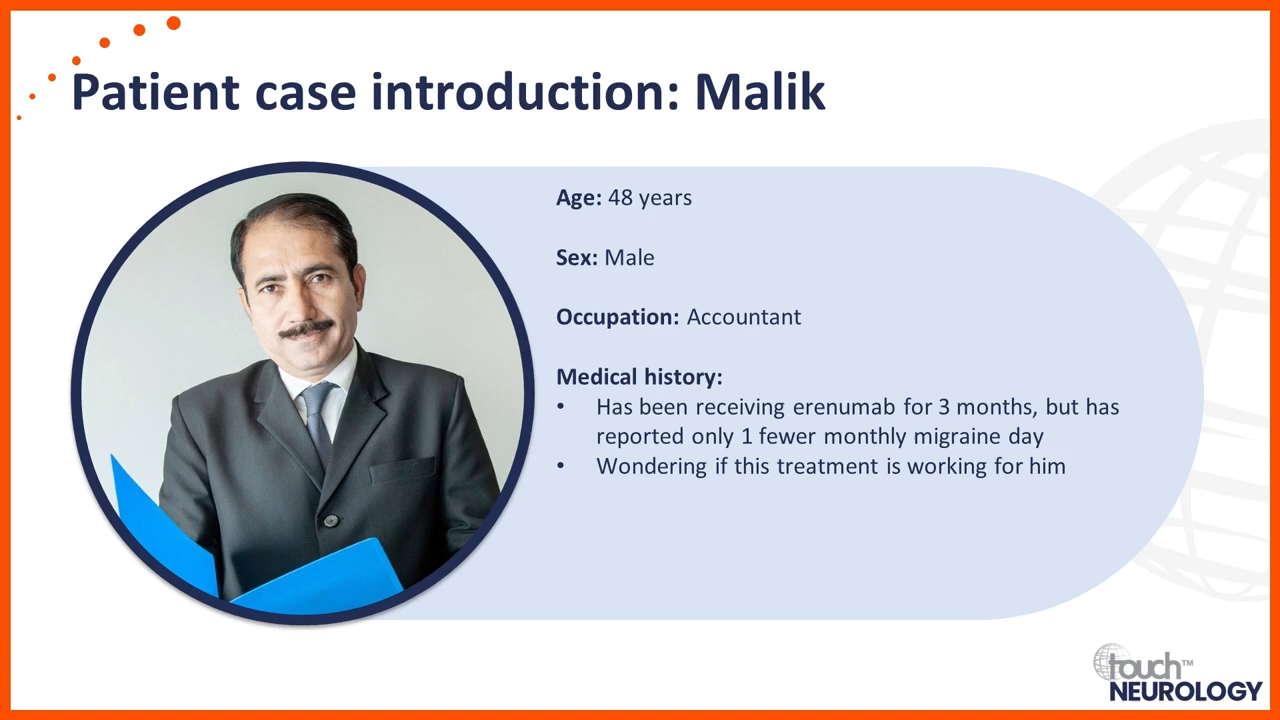 Patient case introduction: Malik
Age: 48 years
Sex: Male
Occupation: Accountant
Medical history:
• Has been receiving erenumab for 3 months, but has
reported only 1 fewer monthly migraine day
• Wondering if this treatment is working for him
touch™
NEUROLOGY